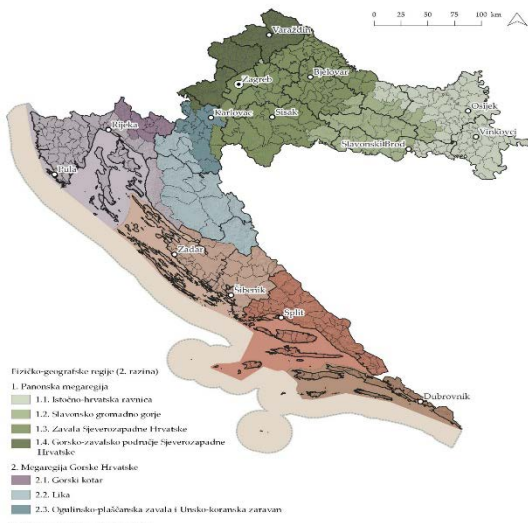 0 25 50 75 100 km
Varaždin
Zagreb
Bjelovar
Rijeka
Karlovac
Sisak
Osijek
Vinkovci
Slavonski Brod
Pula
Zadar
Šibenik
Split
Dubrovnik
Fizičko-geografske regije (2. razina)
1. Panonska megaregija
1.1. Istočno-hrvatska ravnica
1.2. Slavonsko gromadno gorje
1.3. Zavala Sjeverozapadne Hrvatske
1.4. Gorsko-zavalsko područje Sjeverozapadne
Hrvatske
2. Megaregija Gorske Hrvatske
2.1. Gorski kotar
2.2. Lika
2.3. Ogulinsko-plaščanska zavala i Unsko-koranska zaravan